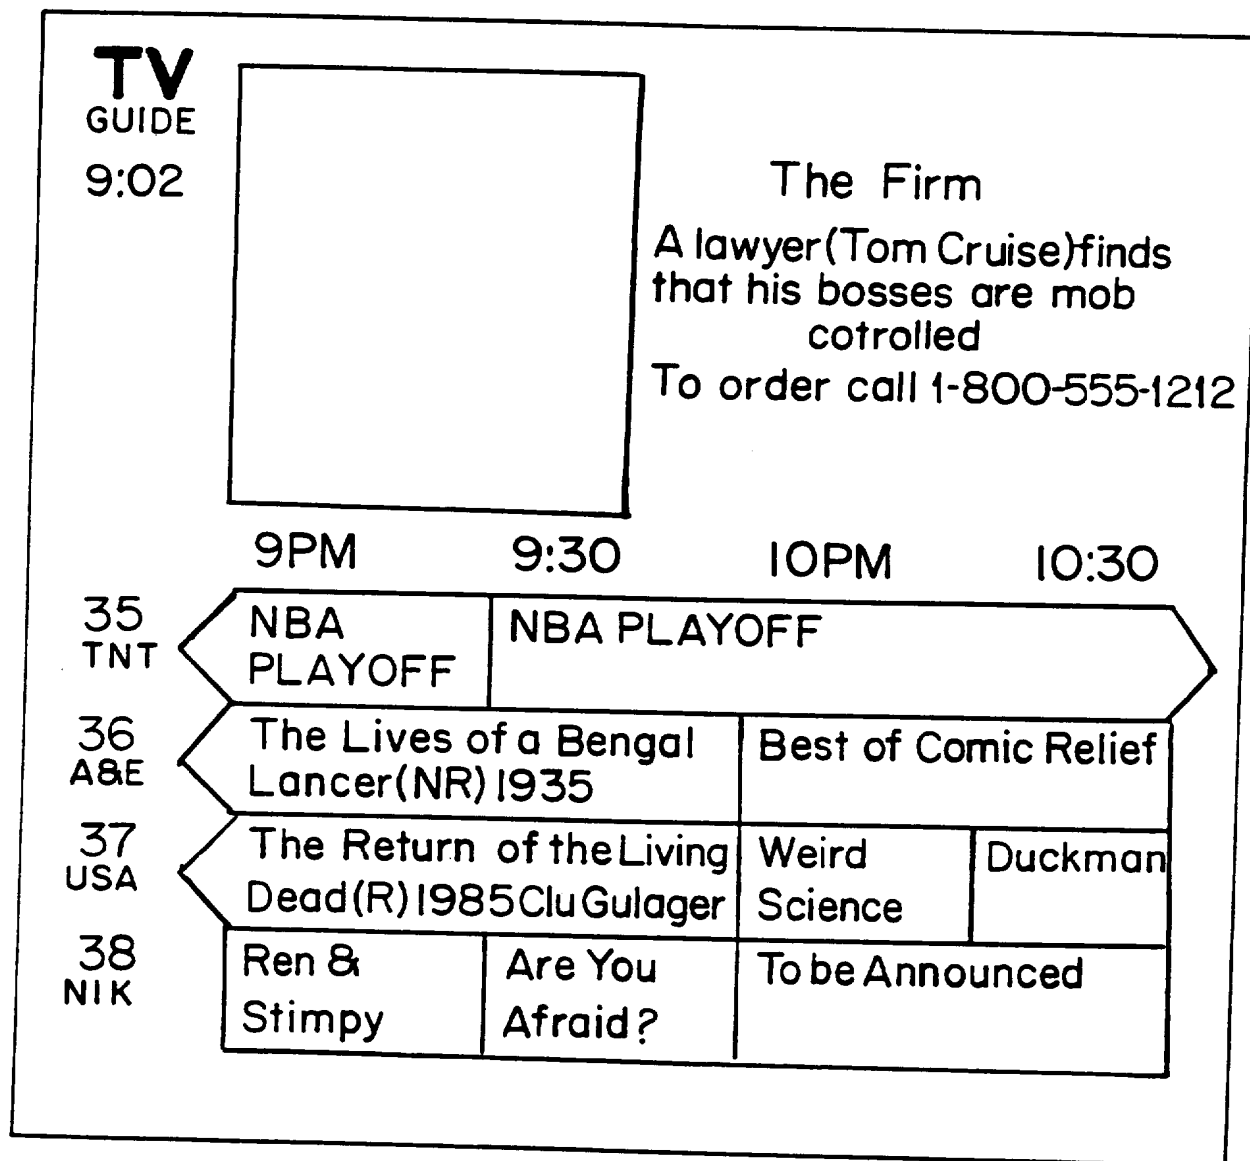 TV
GUIDE
9:02
The Firm
A lawyer(Tom Cruise)finds
that his bosses are mob
cotrolled
To order call 1-800-555-1212
9PM 9:30 10PM 10:30
35
TNT
NBA
PLAYOFF
NBA PLAYOFF
36
A&E
The Lives of a Bengal
Lancer(NR) 1935
Best of Comic Relief
37
USA
The Return of the Living
Dead(R) 1985 Clu Gulager
Weird
Science
Duckman
38
NIK
Ren &
Stimpy
Are You
Afraid?
To be Announced